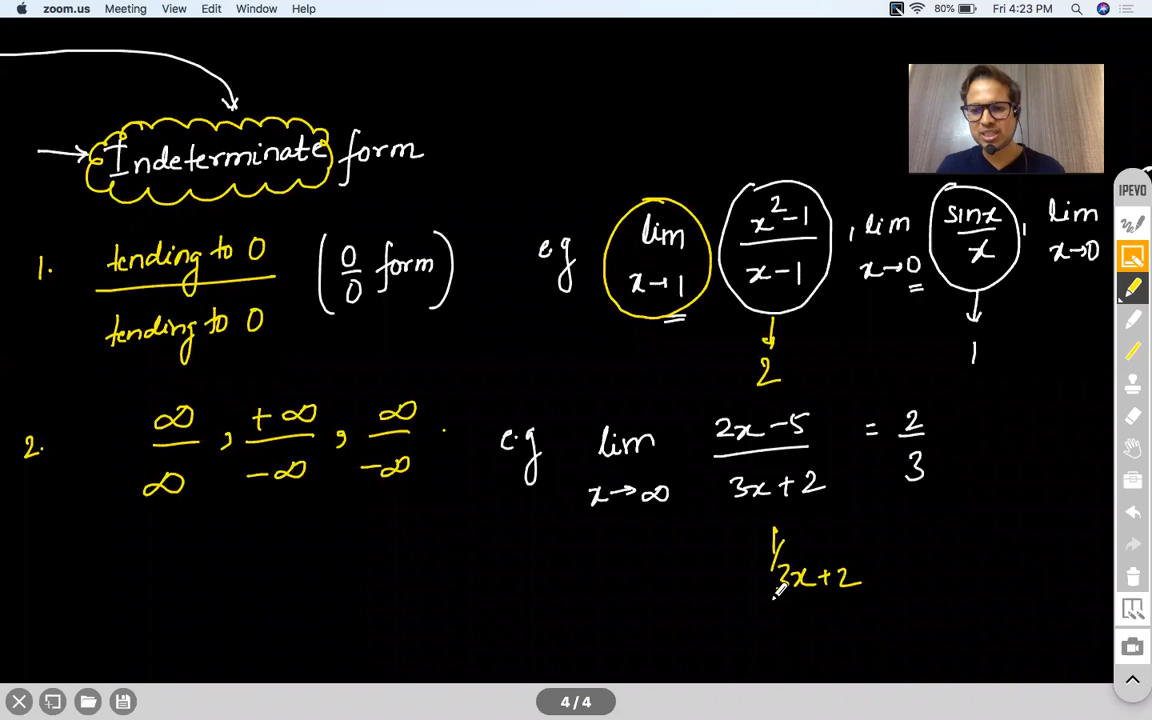 zoom.us Meeting View Edit Window Help 80% Fri 4:23 PM
Indeterminate form
IPEVO
1. tending to 0 / tending to 0 (0/0 form) e.g lim x→1 x²-1 / x-1 , lim x→0 sinx / x , lim x→0
2 1
2. ∞/∞ , +∞/-∞ , ∞/-∞ . e.g lim x→∞ 2x-5 / 3x+2 = 2/3
1/3x+2
4 / 4